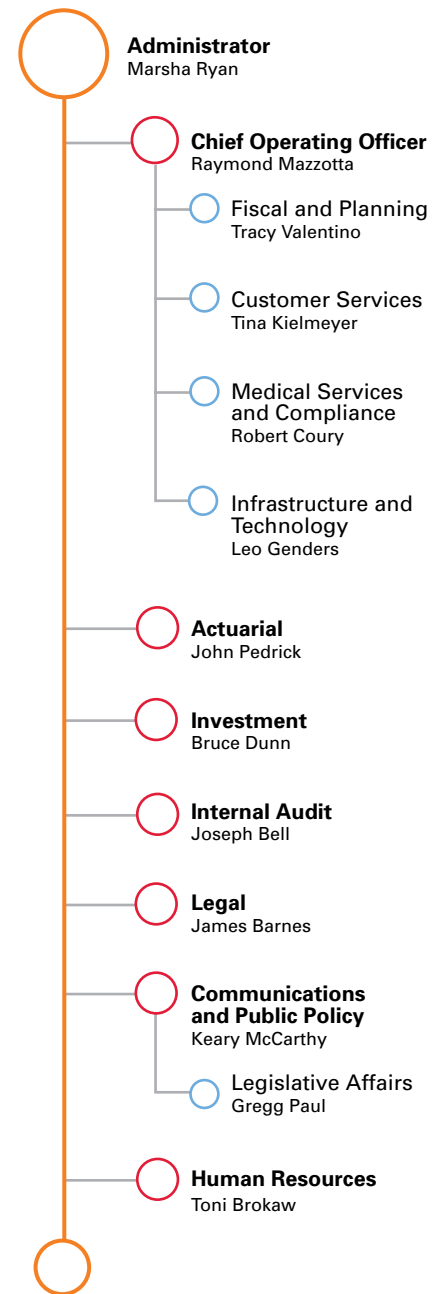 Administrator
Marsha Ryan
Chief Operating Officer
Raymond Mazzotta
Fiscal and Planning
Tracy Valentino
Customer Services
Tina Kielmeyer
Medical Services
and Compliance
Robert Coury
Infrastructure and
Technology
Leo Genders
Actuarial
John Pedrick
Investment
Bruce Dunn
Internal Audit
Joseph Bell
Legal
James Barnes
Communications
and Public Policy
Keary McCarthy
Legislative Affairs
Gregg Paul
Human Resources
Toni Brokaw